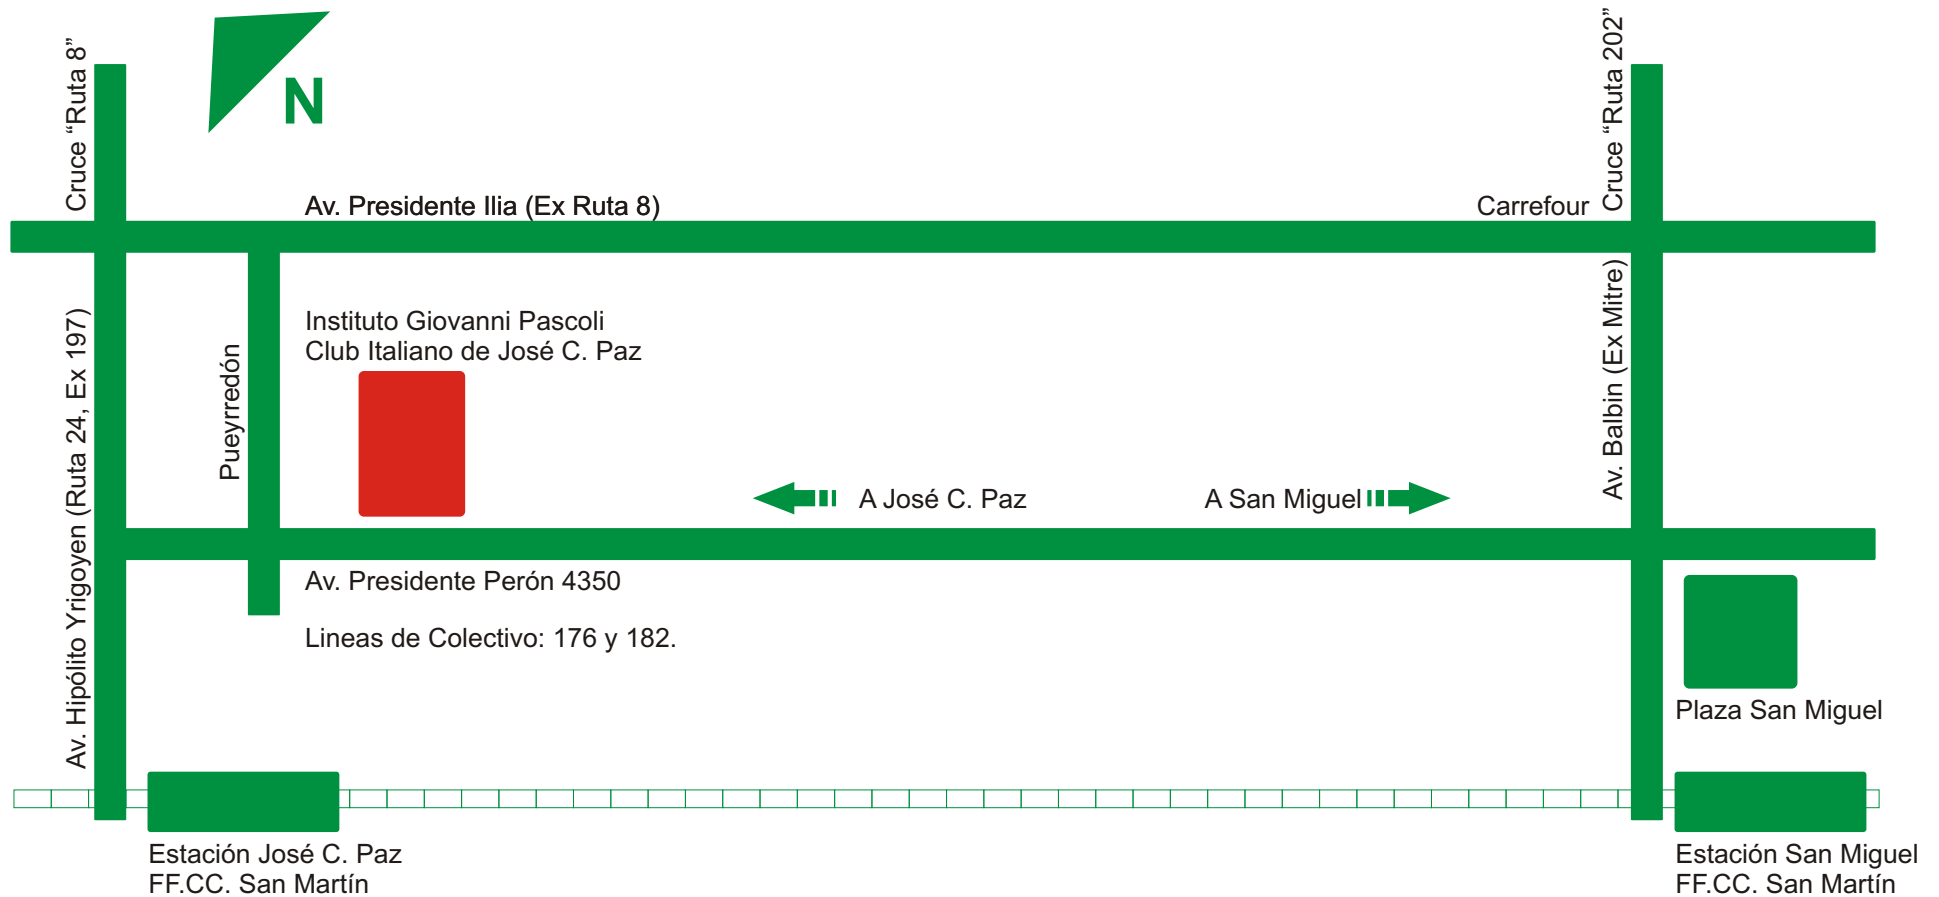 N
Cruce “Ruta 8”
Cruce “Ruta 202”
Av. Presidente Ilia (Ex Ruta 8)
Carrefour
Av. Hipólito Yrigoyen (Ruta 24, Ex 197)
Pueyrredón
Instituto Giovanni Pascoli
Club Italiano de José C. Paz
Av. Balbin (Ex Mitre)
A José C. Paz
A San Miguel
Av. Presidente Perón 4350
Lineas de Colectivo: 176 y 182.
Plaza San Miguel
Estación José C. Paz
FF.CC. San Martín
Estación San Miguel
FF.CC. San Martín